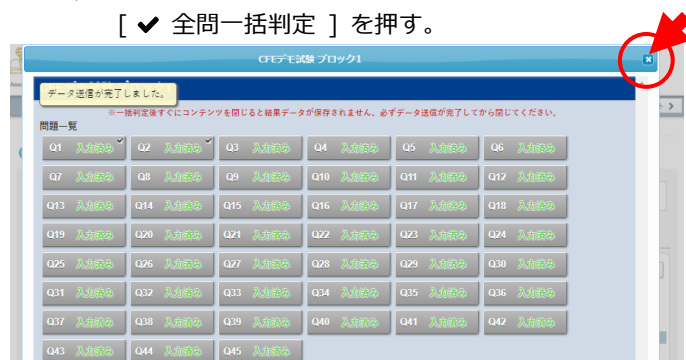 [ ✔ 全問一括判定 ] を押す。
CFEデモ試験 ブロック1
データ送信が完了しました。
※一括判定後すぐにコンテンツを閉じると結果データが保存されません、必ずデータ送信が完了してから閉じてください。
問題一覧
Q1 入力済み Q2 入力済み Q3 入力済み Q4 入力済み Q5 入力済み Q6 入力済み
Q7 入力済み Q8 入力済み Q9 入力済み Q10 入力済み Q11 入力済み Q12 入力済み
Q13 入力済み Q14 入力済み Q15 入力済み Q16 入力済み Q17 入力済み Q18 入力済み
Q19 入力済み Q20 入力済み Q21 入力済み Q22 入力済み Q23 入力済み Q24 入力済み
Q25 入力済み Q26 入力済み Q27 入力済み Q28 入力済み Q29 入力済み Q30 入力済み
Q31 入力済み Q32 入力済み Q33 入力済み Q34 入力済み Q35 入力済み Q36 入力済み
Q37 入力済み Q38 入力済み Q39 入力済み Q40 入力済み Q41 入力済み Q42 入力済み
Q43 入力済み Q44 入力済み Q45 入力済み